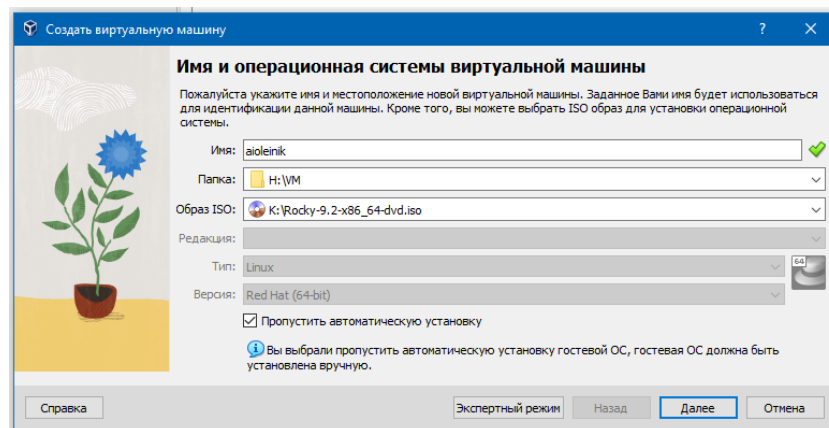 Создать виртуальную машину
Имя и операционная системы виртуальной машины
Пожалуйста укажите имя и местоположение новой виртуальной машины. Заданное Вами имя будет использоваться
для идентификации данной машины. Кроме того, вы можете выбрать ISO образ для установки операционной
системы.
Имя: aioleinik
Папка: H:\VM
Образ ISO: K:\Rocky-9.2-x86_64-dvd.iso
Редакция:
Тип: Linux
64
Версия: Red Hat (64-bit)
Пропустить автоматическую установку
Вы выбрали пропустить автоматическую установку гостевой ОС, гостевая ОС должна быть
установлена вручную.
Справка Экспертный режим Назад Далее Отмена